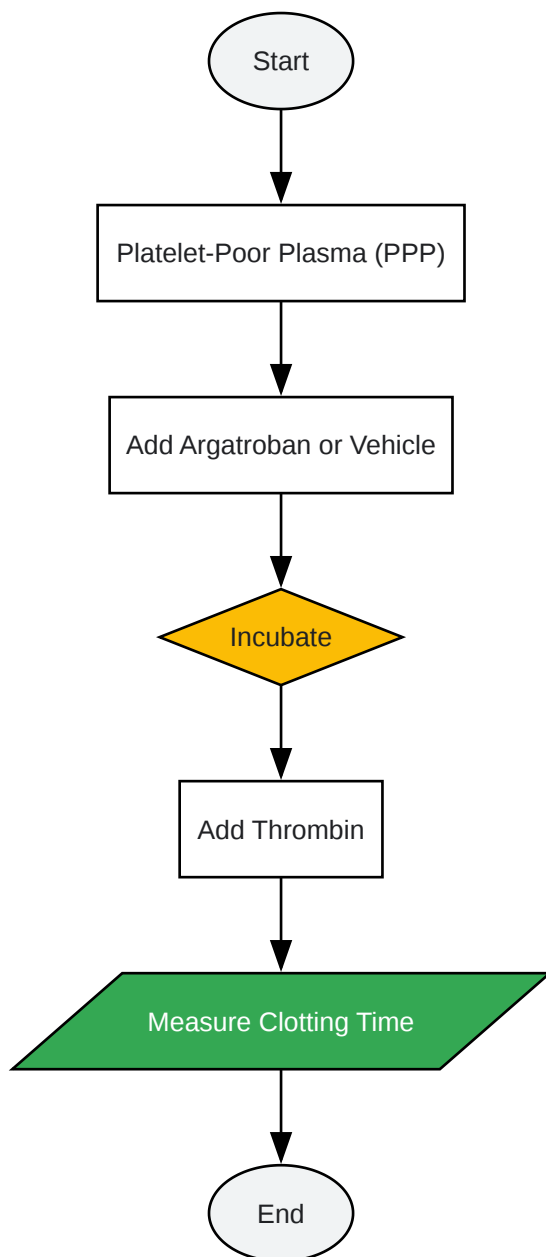 Start
Platelet-Poor Plasma (PPP)
Add Argatroban or Vehicle
Incubate
Add Thrombin
Measure Clotting Time
End